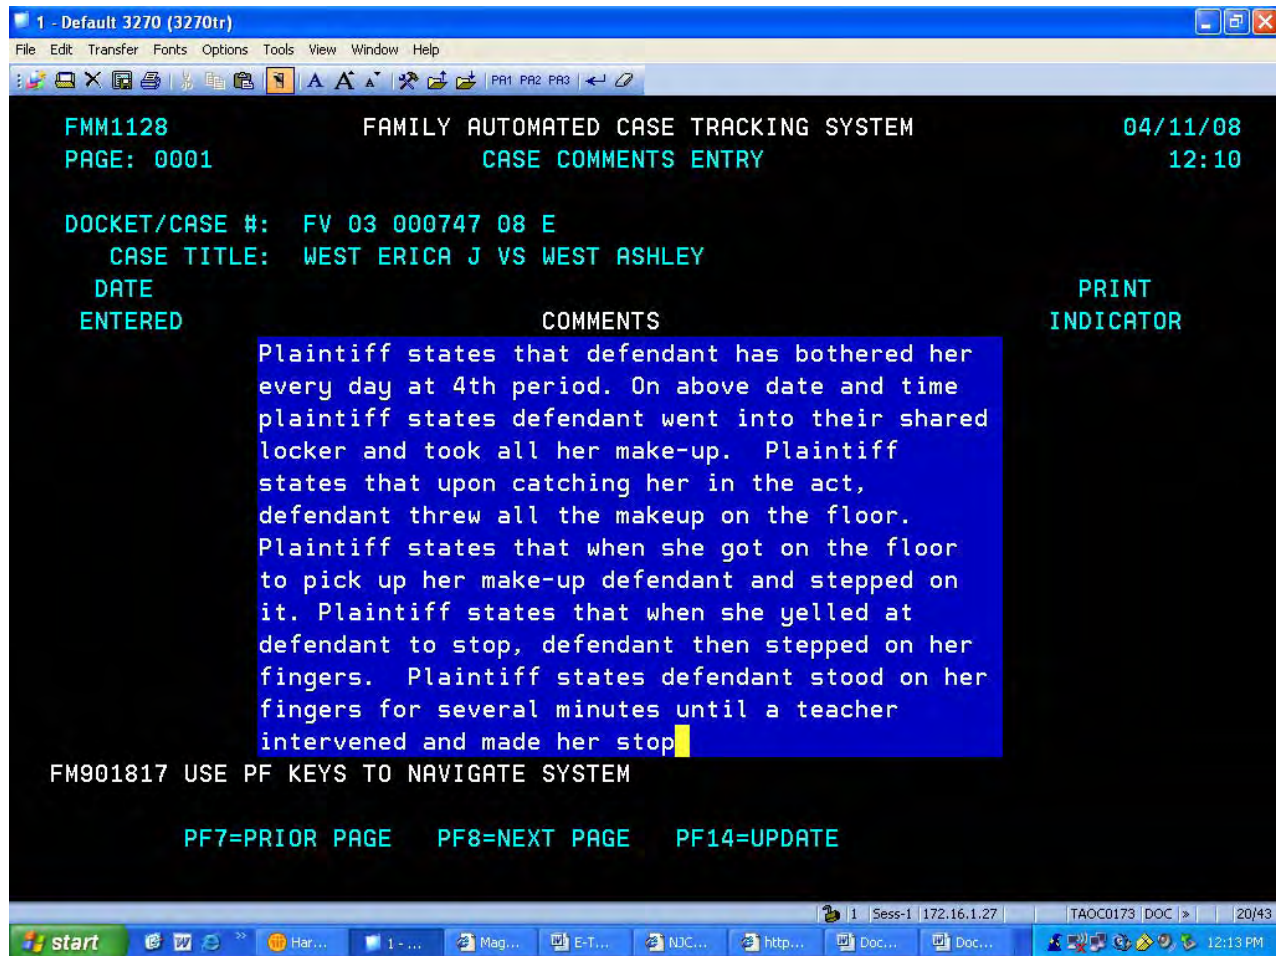 1 - Default 3270 (3270tr)
File Edit Transfer Fonts Options Tools View Window Help
A A A PA1 PA2 PA3
FMM1128 FAMILY AUTOMATED CASE TRACKING SYSTEM 04/11/08
PAGE: 0001 CASE COMMENTS ENTRY 12:10
DOCKET/CASE #: FV 03 000747 08 E
CASE TITLE: WEST ERICA J VS WEST ASHLEY
DATE PRINT
ENTERED COMMENTS INDICATOR
Plaintiff states that defendant has bothered her
every day at 4th period. On above date and time
plaintiff states defendant went into their shared
locker and took all her make-up. Plaintiff
states that upon catching her in the act,
defendant threw all the makeup on the floor.
Plaintiff states that when she got on the floor
to pick up her make-up defendant and stepped on
it. Plaintiff states that when she yelled at
defendant to stop, defendant then stepped on her
fingers. Plaintiff states defendant stood on her
fingers for several minutes until a teacher
intervened and made her stop
FM901817 USE PF KEYS TO NAVIGATE SYSTEM
PF7=PRIOR PAGE PF8=NEXT PAGE PF14=UPDATE
1 Sess-1 172.16.1.27 TAOC0173 DOC » 20/43
start » Har... 1 - ... Mag... E-T... NJC... http... Doc... Doc... 12:13 PM